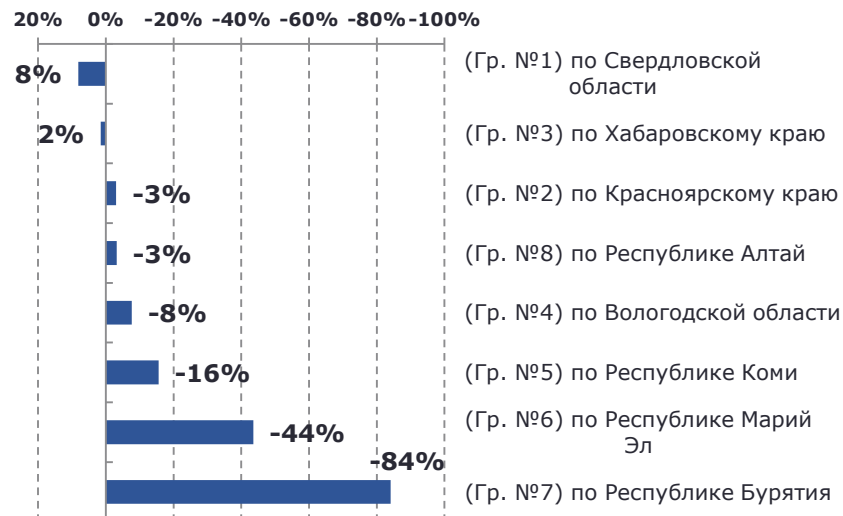 20% 0% -20% -40% -60% -80% -100%
8% (Гр. №1) по Свердловской
области
2% (Гр. №3) по Хабаровскому краю
-3% (Гр. №2) по Красноярскому краю
-3% (Гр. №8) по Республике Алтай
-8% (Гр. №4) по Вологодской области
-16% (Гр. №5) по Республике Коми
-44% (Гр. №6) по Республике Марий
Эл
-84% (Гр. №7) по Республике Бурятия